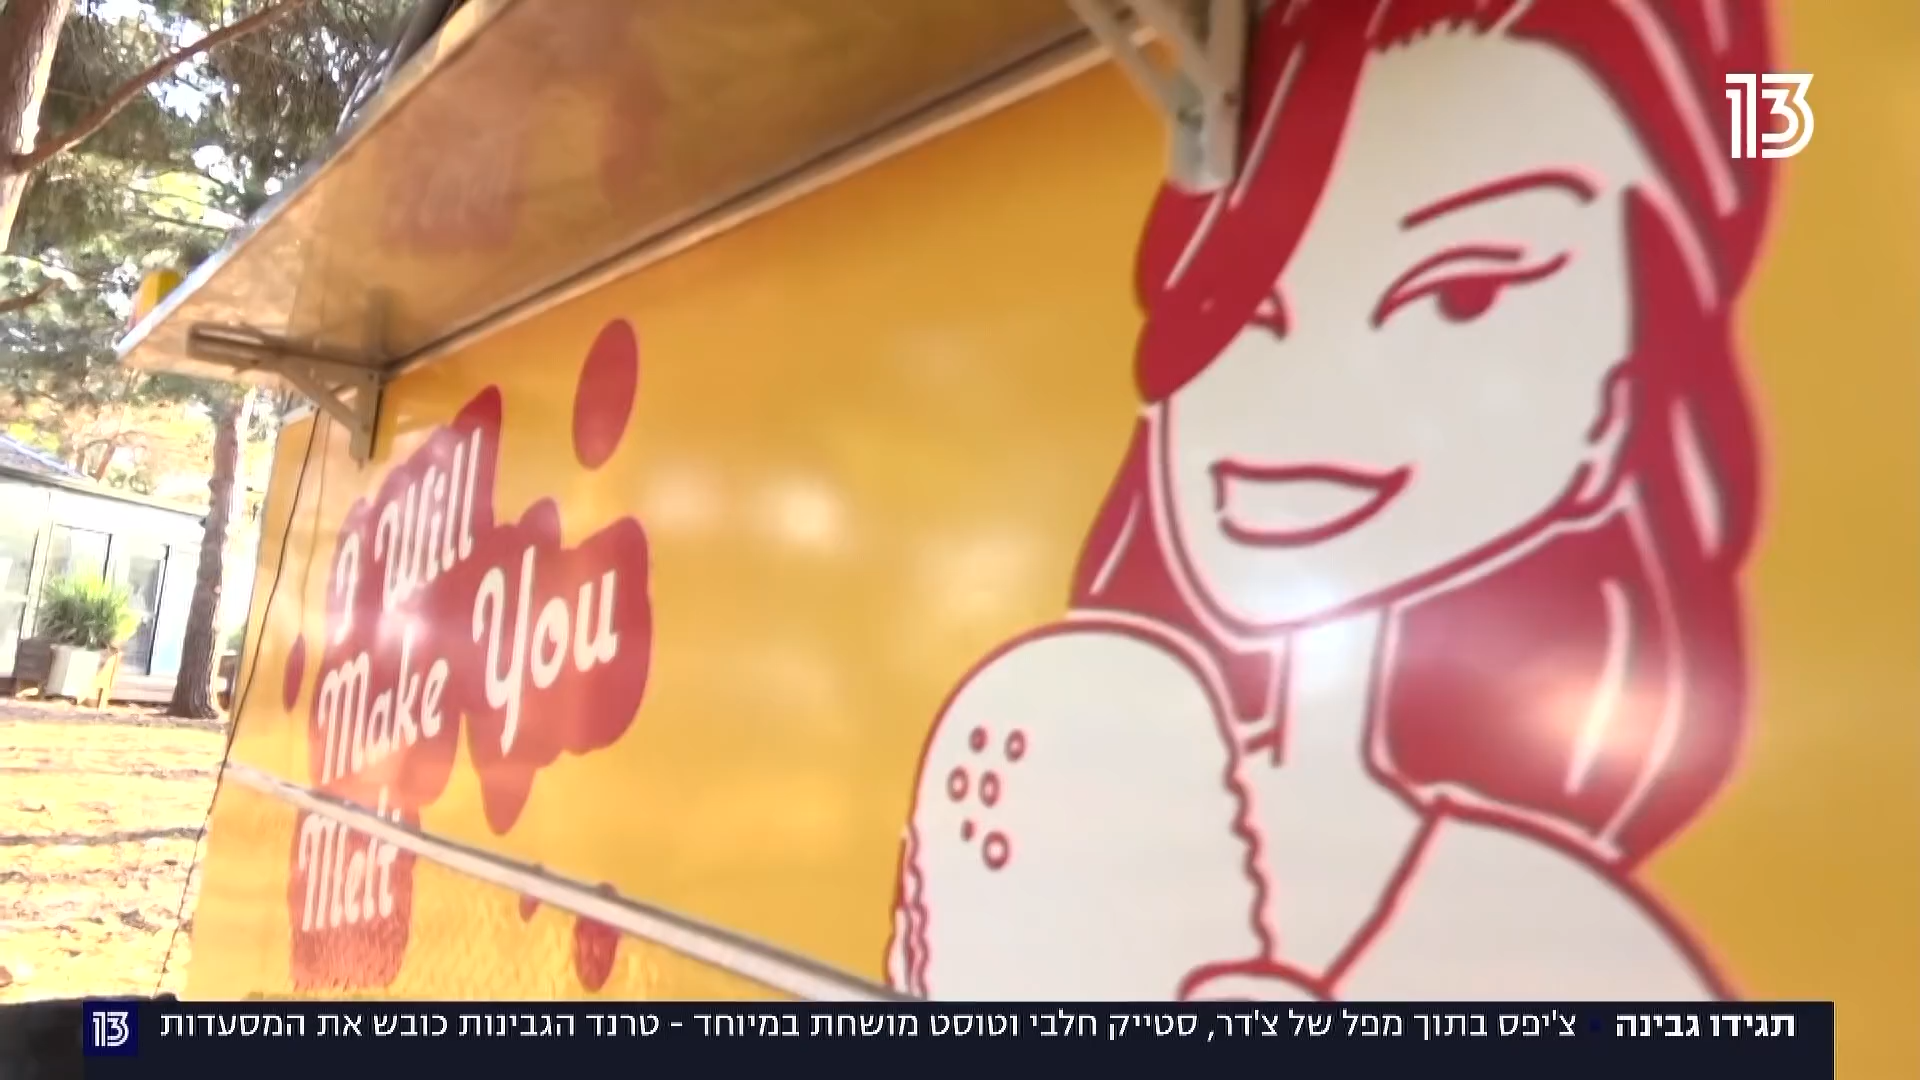 13
I Will
Make You
Melt
תגידו גבינה • צ'יפס בתוך מפל של צ'דר, סטייק חלבי וטוסט מושחת במיוחד - טרנד הגבינות כובש את המסעדות
13